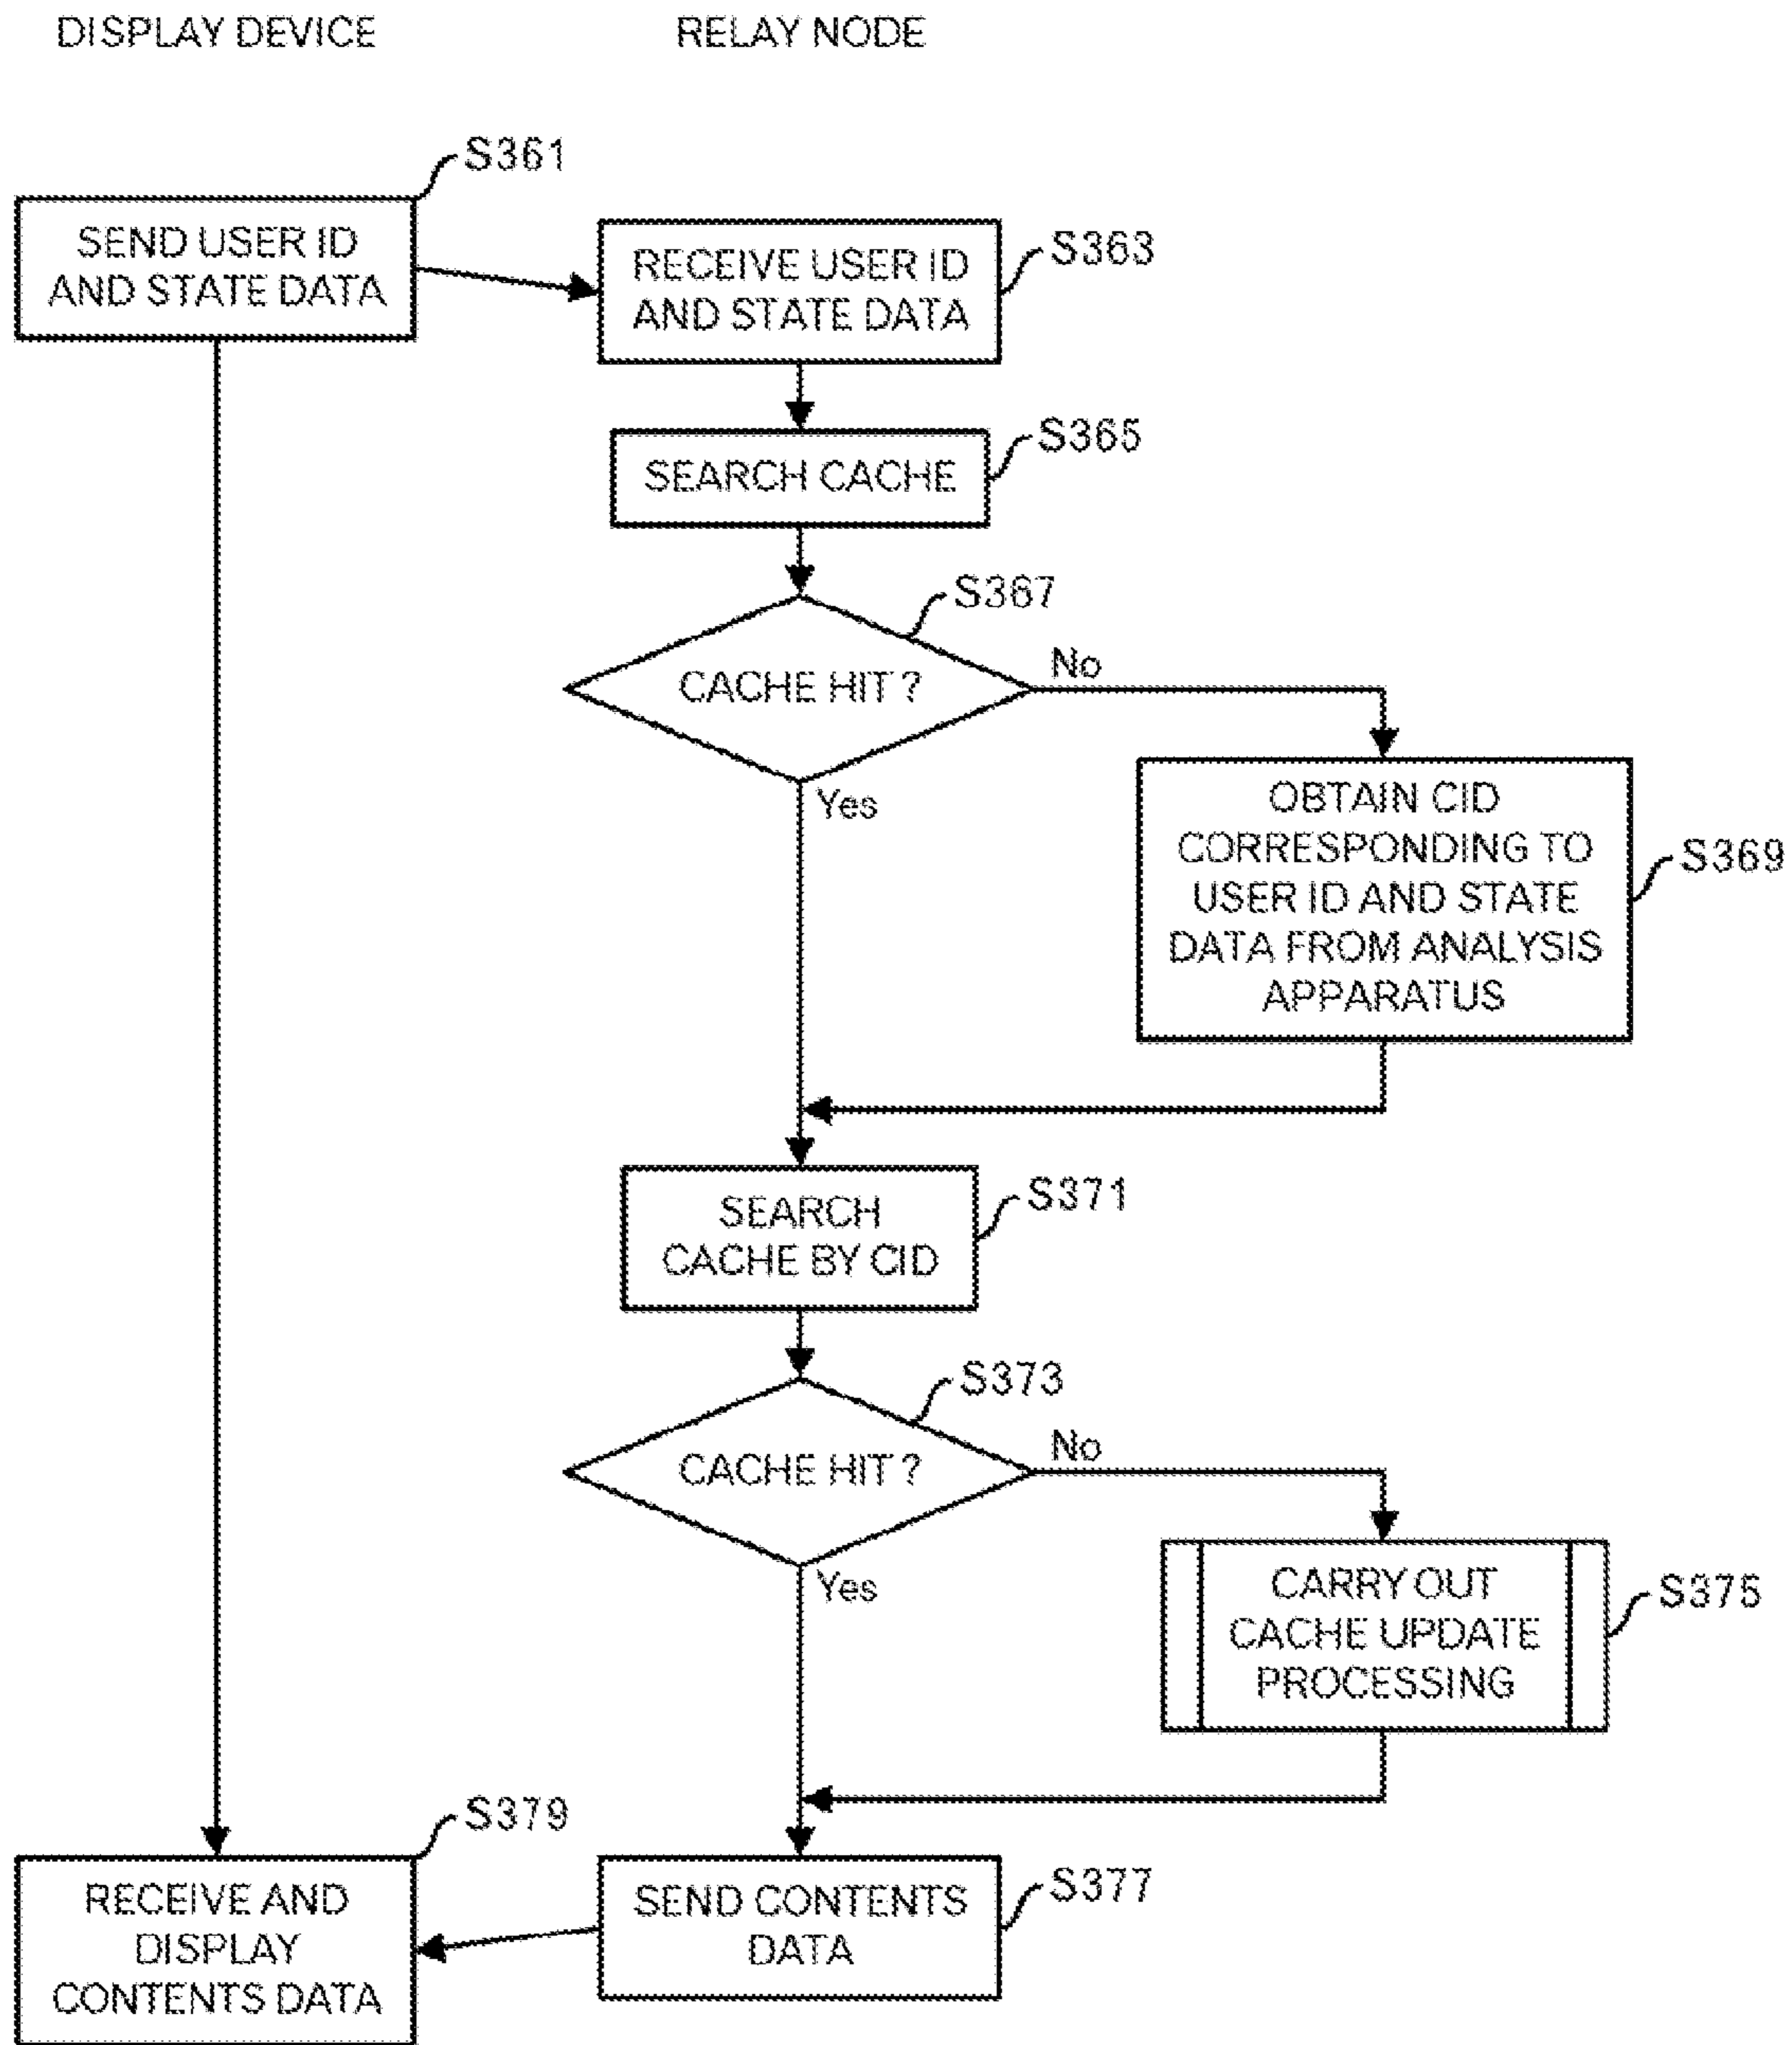 DISPLAY DEVICE
RELAY NODE
S361
SEND USER ID
AND STATE DATA
S363
RECEIVE USER ID
AND STATE DATA
S365
SEARCH CACHE
S367
CACHE HIT ?
No
Yes
OBTAIN CID
CORRESPONDING TO
USER ID AND STATE
DATA FROM ANALYSIS
APPARATUS
S369
S371
SEARCH
CACHE BY CID
S373
CACHE HIT ?
No
Yes
CARRY OUT
CACHE UPDATE
PROCESSING
S375
S379
RECEIVE AND
DISPLAY
CONTENTS DATA
S377
SEND CONTENTS
DATA